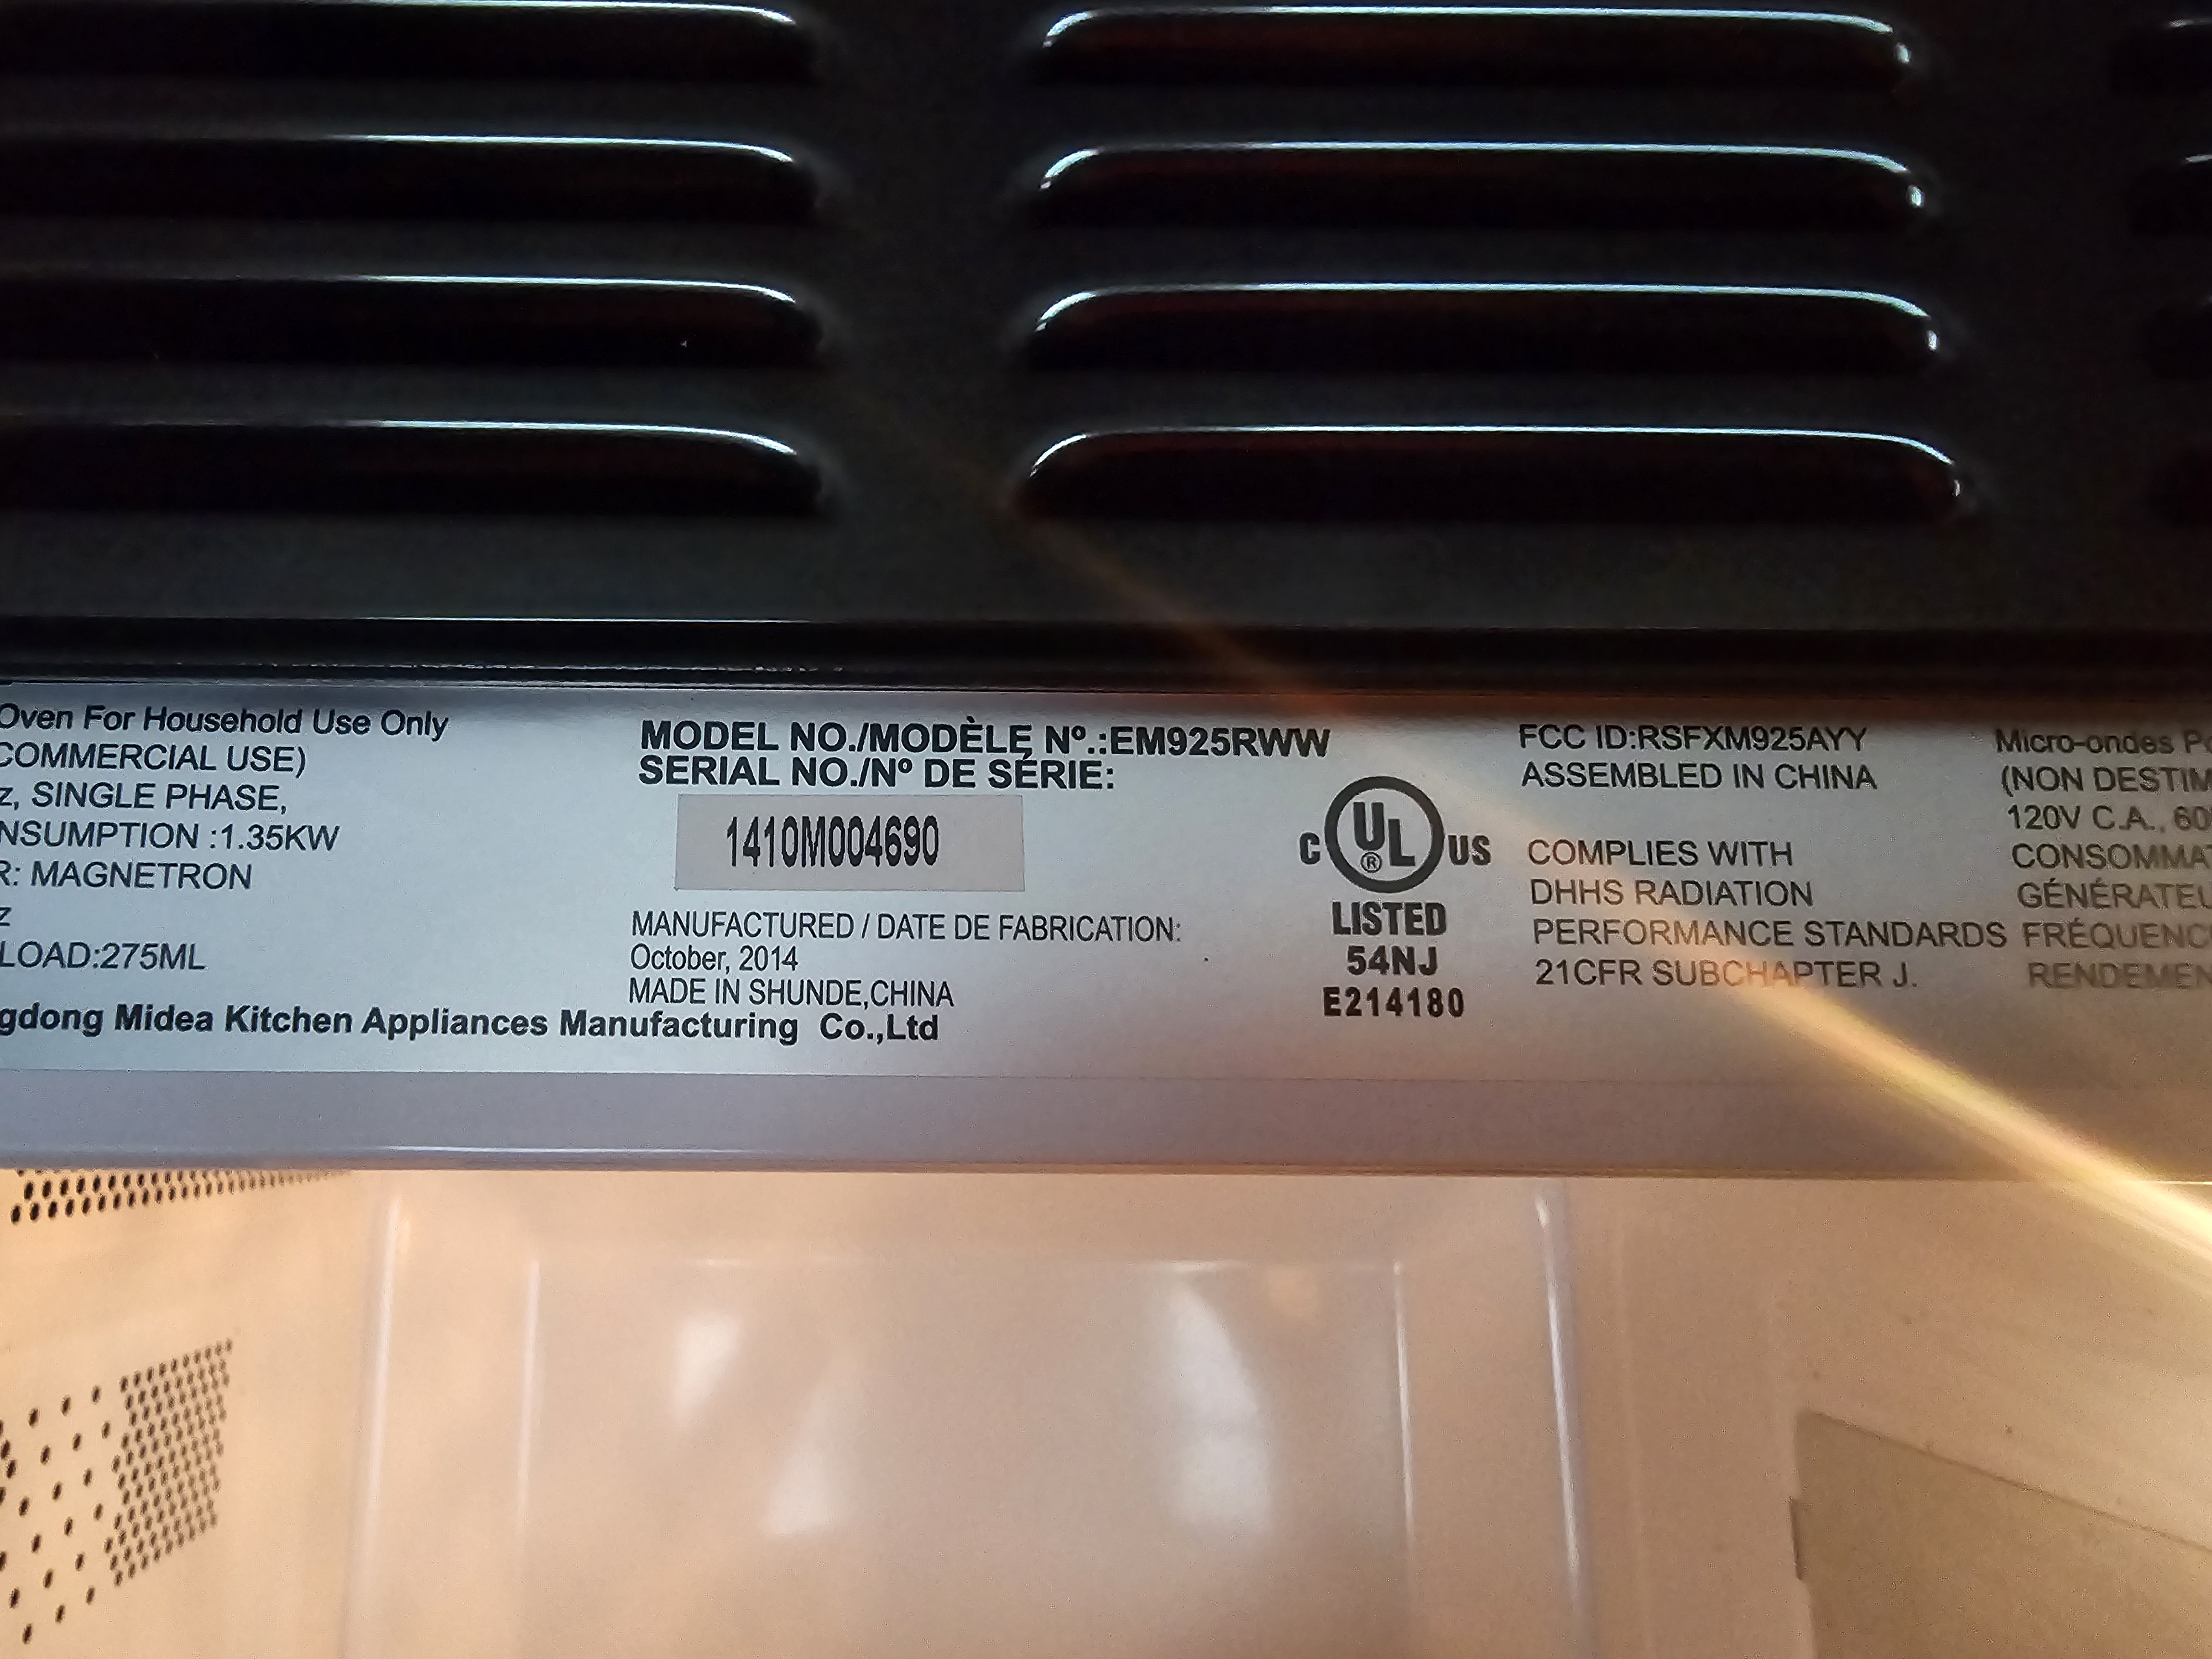 Oven For Household Use Only
COMMERCIAL USE)
z, SINGLE PHASE,
NSUMPTION :1.35KW
R: MAGNETRON
z
LOAD:275ML
gdong Midea Kitchen Appliances Manufacturing Co.,Ltd
MODEL NO./MODÈLE Nº.:EM925RWW
SERIAL NO./Nº DE SÉRIE:
1410M004690
MANUFACTURED / DATE DE FABRICATION:
October, 2014
MADE IN SHUNDE,CHINA
C UL ® US
LISTED
54NJ
E214180
FCC ID:RSFXM925AYY
ASSEMBLED IN CHINA
COMPLIES WITH
DHHS RADIATION
PERFORMANCE STANDARDS
21CFR SUBCHAPTER J.
Micro-ondes P
(NON DESTIM
120V C.A., 60
CONSOMMA
GÉNÉRATEU
FRÉQUENC
RENDEMEN